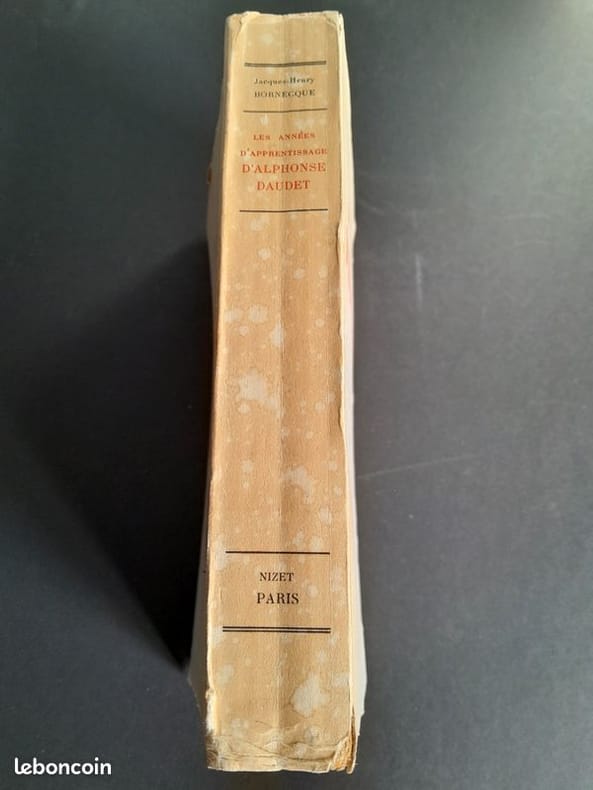 Jacques-Henry
BORNECQUE
LES ANNÉES
D'APPRENTISSAGE
D'ALPHONSE
DAUDET
NIZET
PARIS
leboncoin